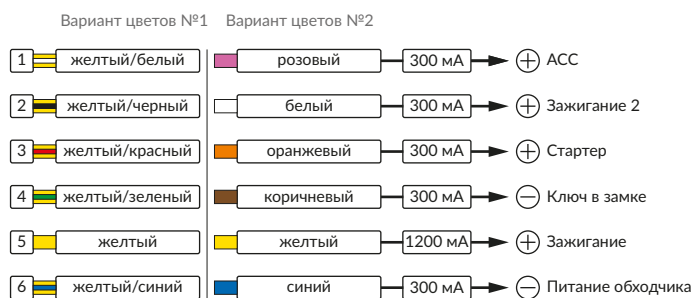 Вариант цветов №1 Вариант цветов №2
1 желтый/белый розовый 300 мА + ACC
2 желтый/черный белый 300 мА + Зажигание 2
3 желтый/красный оранжевый 300 мА + Стартер
4 желтый/зеленый коричневый 300 мА − Ключ в замке
5 желтый желтый 1200 мА + Зажигание
6 желтый/синий синий 300 мА − Питание обходчика